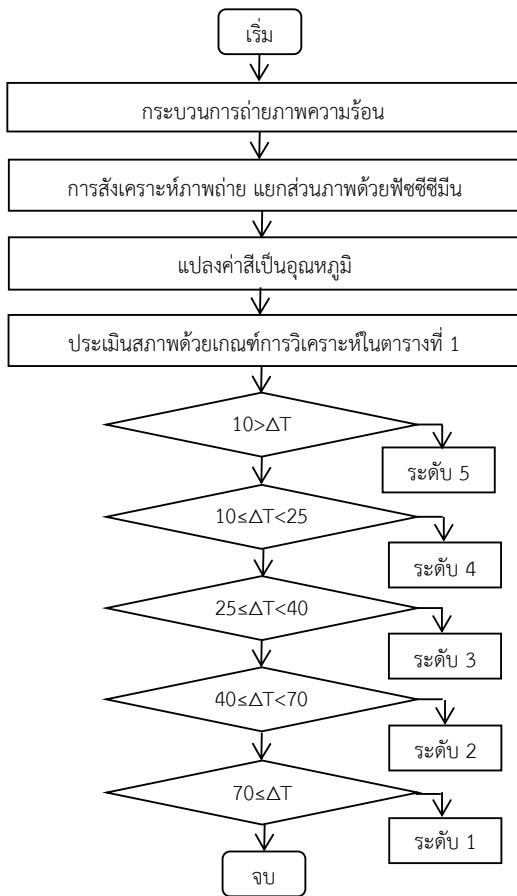 เริ่ม
กระบวนการถ่ายภาพความร้อน
การสังเคราะห์ภาพถ่าย แยกส่วนภาพด้วยฟัซซีซีมีน
แปลงค่าสีเป็นอุณหภูมิ
ประเมินสภาพด้วยเกณฑ์การวิเคราะห์ในตารางที่ 1
10>ΔT
ระดับ 5
10≤ΔT<25
ระดับ 4
25≤ΔT<40
ระดับ 3
40≤ΔT<70
ระดับ 2
70≤ΔT
ระดับ 1
จบ